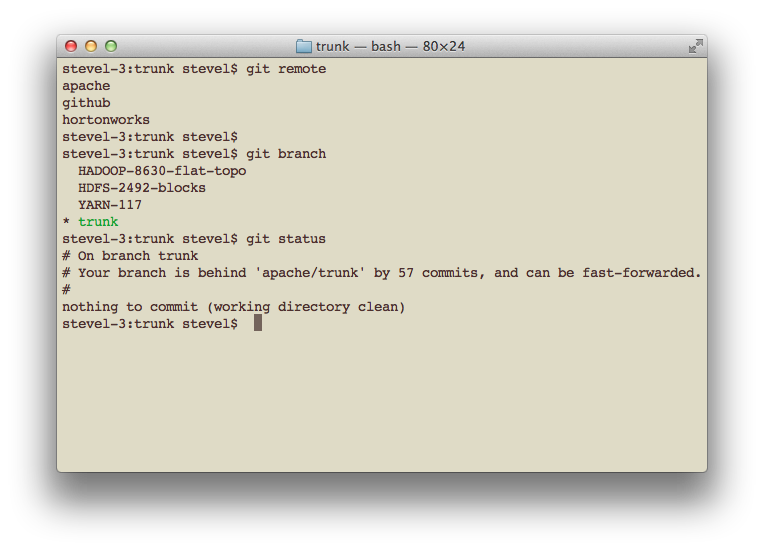 trunk — bash — 80×24
stevel-3:trunk stevel$ git remote
apache
github
hortonworks
stevel-3:trunk stevel$
stevel-3:trunk stevel$ git branch
  HADOOP-8630-flat-topo
  HDFS-2492-blocks
  YARN-117
* trunk
stevel-3:trunk stevel$ git status
# On branch trunk
# Your branch is behind 'apache/trunk' by 57 commits, and can be fast-forwarded.
#
nothing to commit (working directory clean)
stevel-3:trunk stevel$